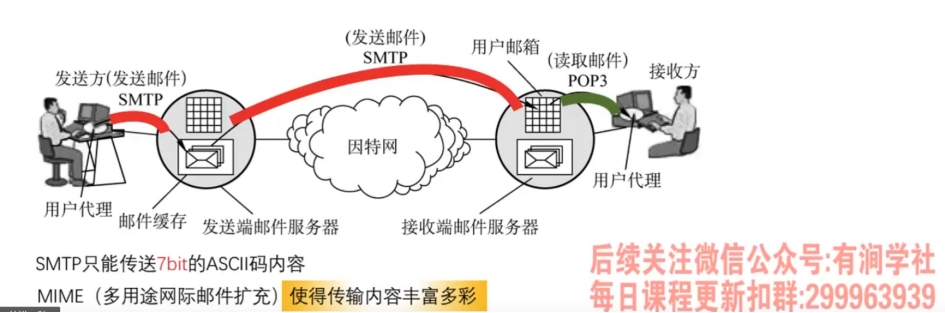 (发送邮件)
SMTP
用户邮箱
(读取邮件)
POP3
接收方
发送方(发送邮件)
SMTP
因特网
用户代理
邮件缓存
发送端邮件服务器
接收端邮件服务器
用户代理
SMTP只能传送7bit的ASCII码内容
MIME（多用途网际邮件扩充）使得传输内容丰富多彩
后续关注微信公众号:有涧学社
每日课程更新扣群:299963939